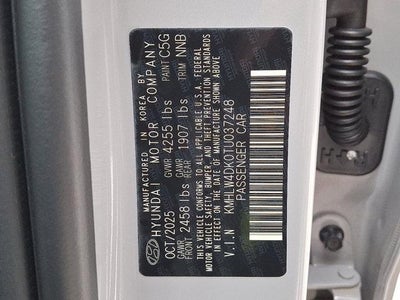 MANUFACTURED IN KOREA BY
HYUNDAI MOTOR COMPANY
OCT/2025 GVWR 4255 lbs PAINT C5G
GAWR FRONT 2458 lbs GAWR REAR 1907 lbs TRIM NNB
THIS VEHICLE CONFORMS TO ALL APPLICABLE U.S.A. FEDERAL
MOTOR VEHICLE SAFETY, BUMPER, AND THEFT PREVENTION STANDARDS
IN EFFECT ON THE DATE OF MANUFACTURE SHOWN ABOVE.
V.I.N KMHLW4DK0TU037248
PASSENGER CAR